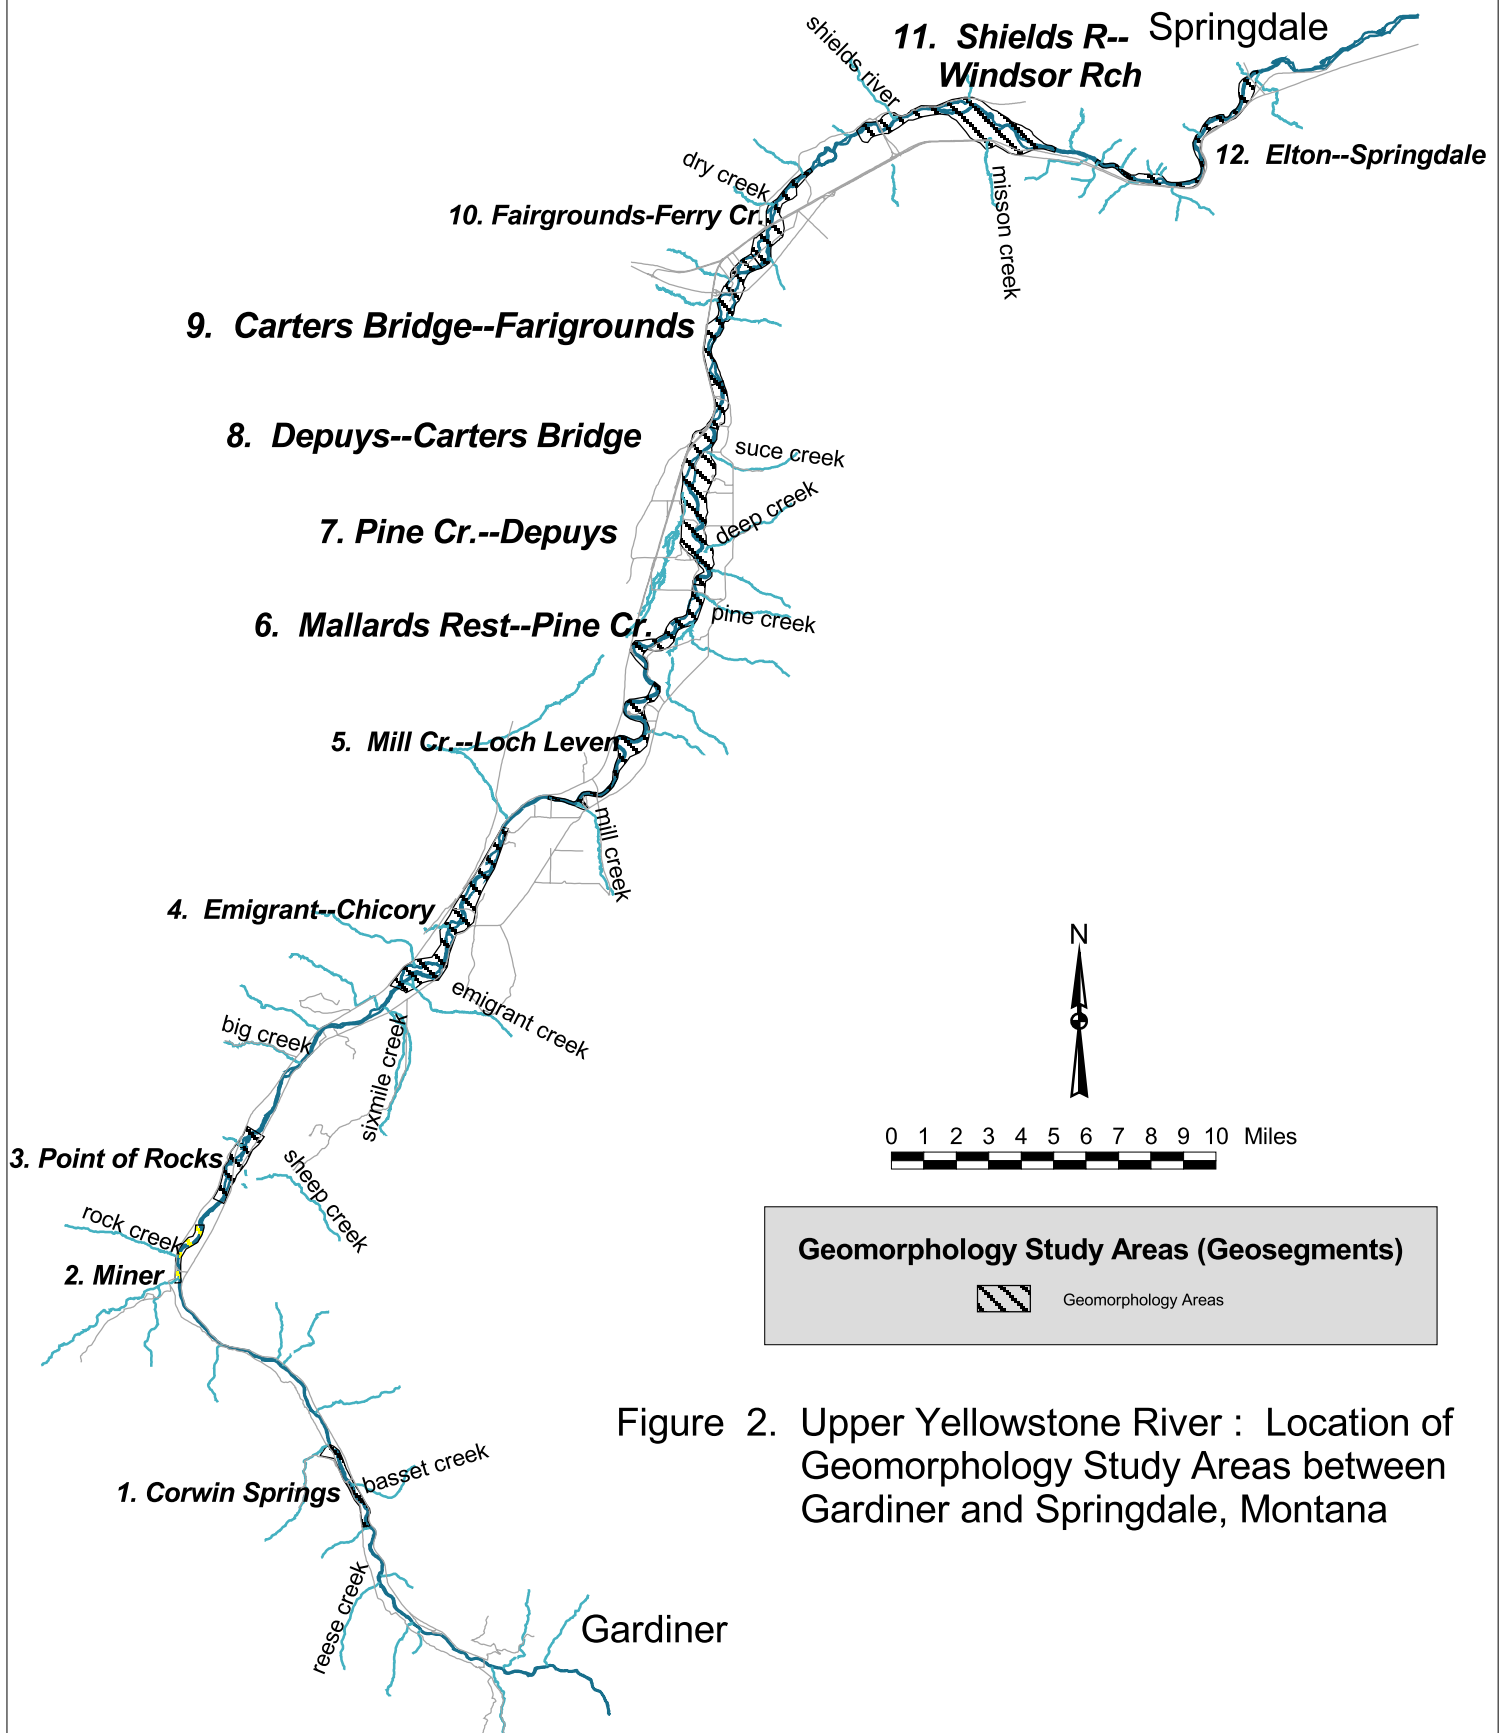 11. Shields R--
Windsor Rch
Springdale
shields river
12. Elton--Springdale
dry creek
misson creek
10. Fairgrounds-Ferry Cr.
9. Carters Bridge--Farigrounds
8. Depuys--Carters Bridge
suce creek
deep creek
7. Pine Cr.--Depuys
6. Mallards Rest--Pine Cr.
pine creek
5. Mill Cr.--Loch Leven
mill creek
4. Emigrant--Chicory
emigrant creek
big creek
sixmile creek
N
0 1 2 3 4 5 6 7 8 9 10 Miles
3. Point of Rocks
sheep creek
rock creek
2. Miner
Geomorphology Study Areas (Geosegments)
Geomorphology Areas
Figure 2. Upper Yellowstone River : Location of
Geomorphology Study Areas between
Gardiner and Springdale, Montana
basset creek
1. Corwin Springs
reese creek
Gardiner